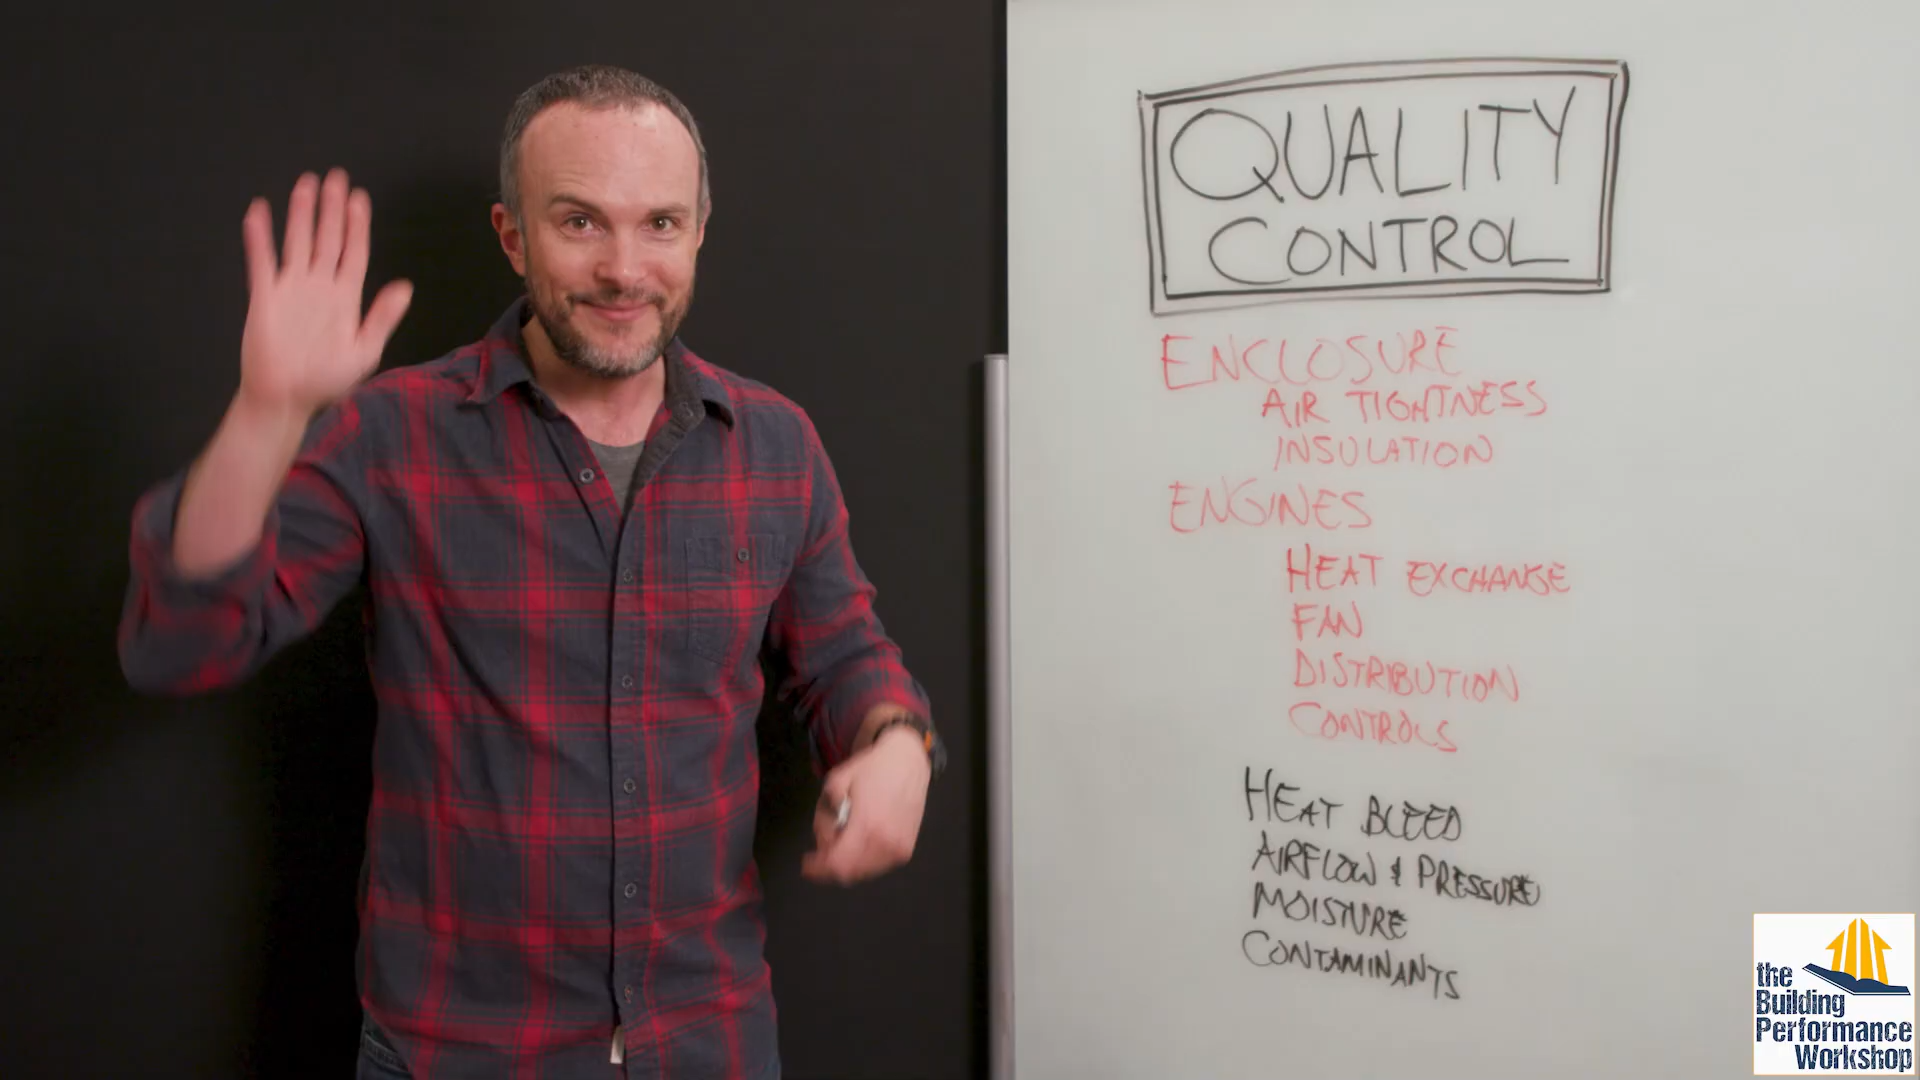 QUALITY
CONTROL
ENCLOSURE
AIR TIGHTNESS
INSULATION
ENGINES
HEAT EXCHANGE
FAN
DISTRIBUTION
CONTROLS
HEAT BLEED
AIRFLOW & PRESSURE
MOISTURE
CONTAMINANTS
the
Building
Performance
Workshop